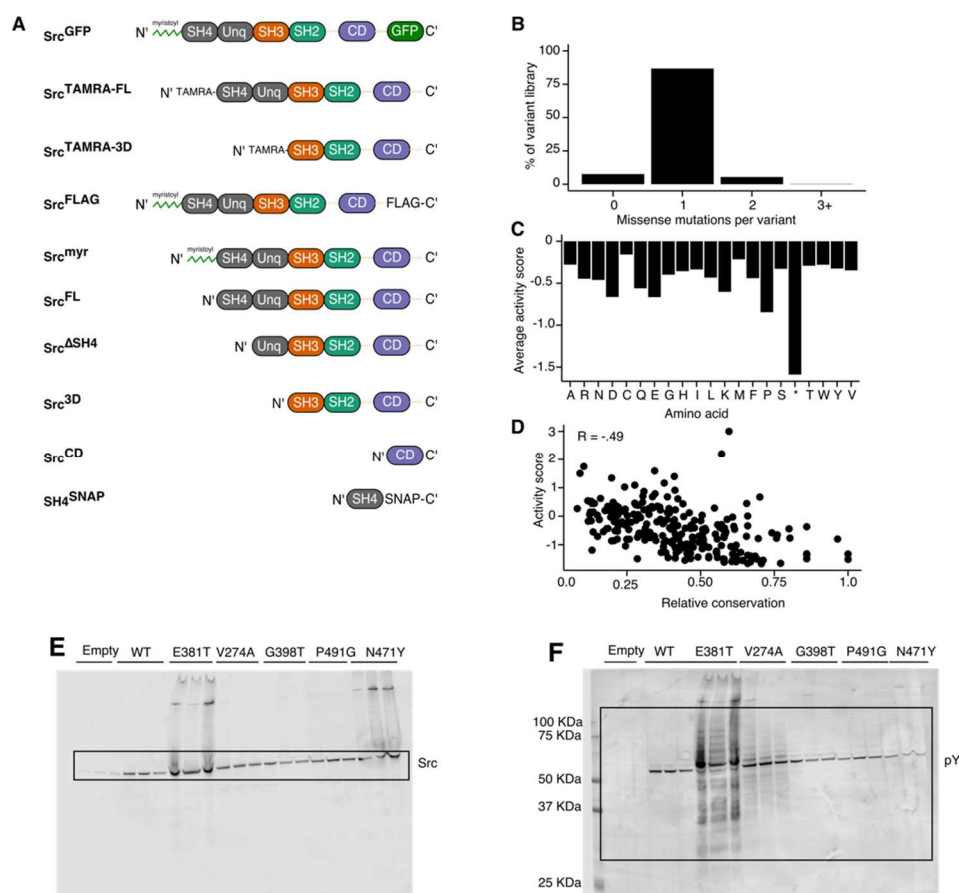 A
Src GFP N' myristoyl SH4 Unq SH3 SH2 CD GFP C'
Src TAMRA-FL N' TAMRA- SH4 Unq SH3 SH2 CD C'
Src TAMRA-3D N' TAMRA- SH3 SH2 CD C'
Src FLAG N' myristoyl SH4 Unq SH3 SH2 CD FLAG-C'
Src myr N' myristoyl SH4 Unq SH3 SH2 CD C'
Src FL N' SH4 Unq SH3 SH2 CD C'
Src ΔSH4 N' Unq SH3 SH2 CD C'
Src 3D N' SH3 SH2 CD C'
Src CD N' CD C'
SH4 SNAP N' SH4 SNAP-C'
B
% of variant library
100
75
50
25
0
0 1 2 3+
Missense mutations per variant
C
Average activity score
0
-0.5
-1.0
-1.5
A R N D C Q E G H I L K M F P S * T W Y V
Amino acid
D
R = -.49
Activity score
3
2
1
0
-1
0.0 0.25 0.50 0.75 1.0
Relative conservation
E
Empty WT E381T V274A G398T P491G N471Y
Src
F
Empty WT E381T V274A G398T P491G N471Y
100 KDa
75 KDa
50 KDa
37 KDa
25 KDa
pY